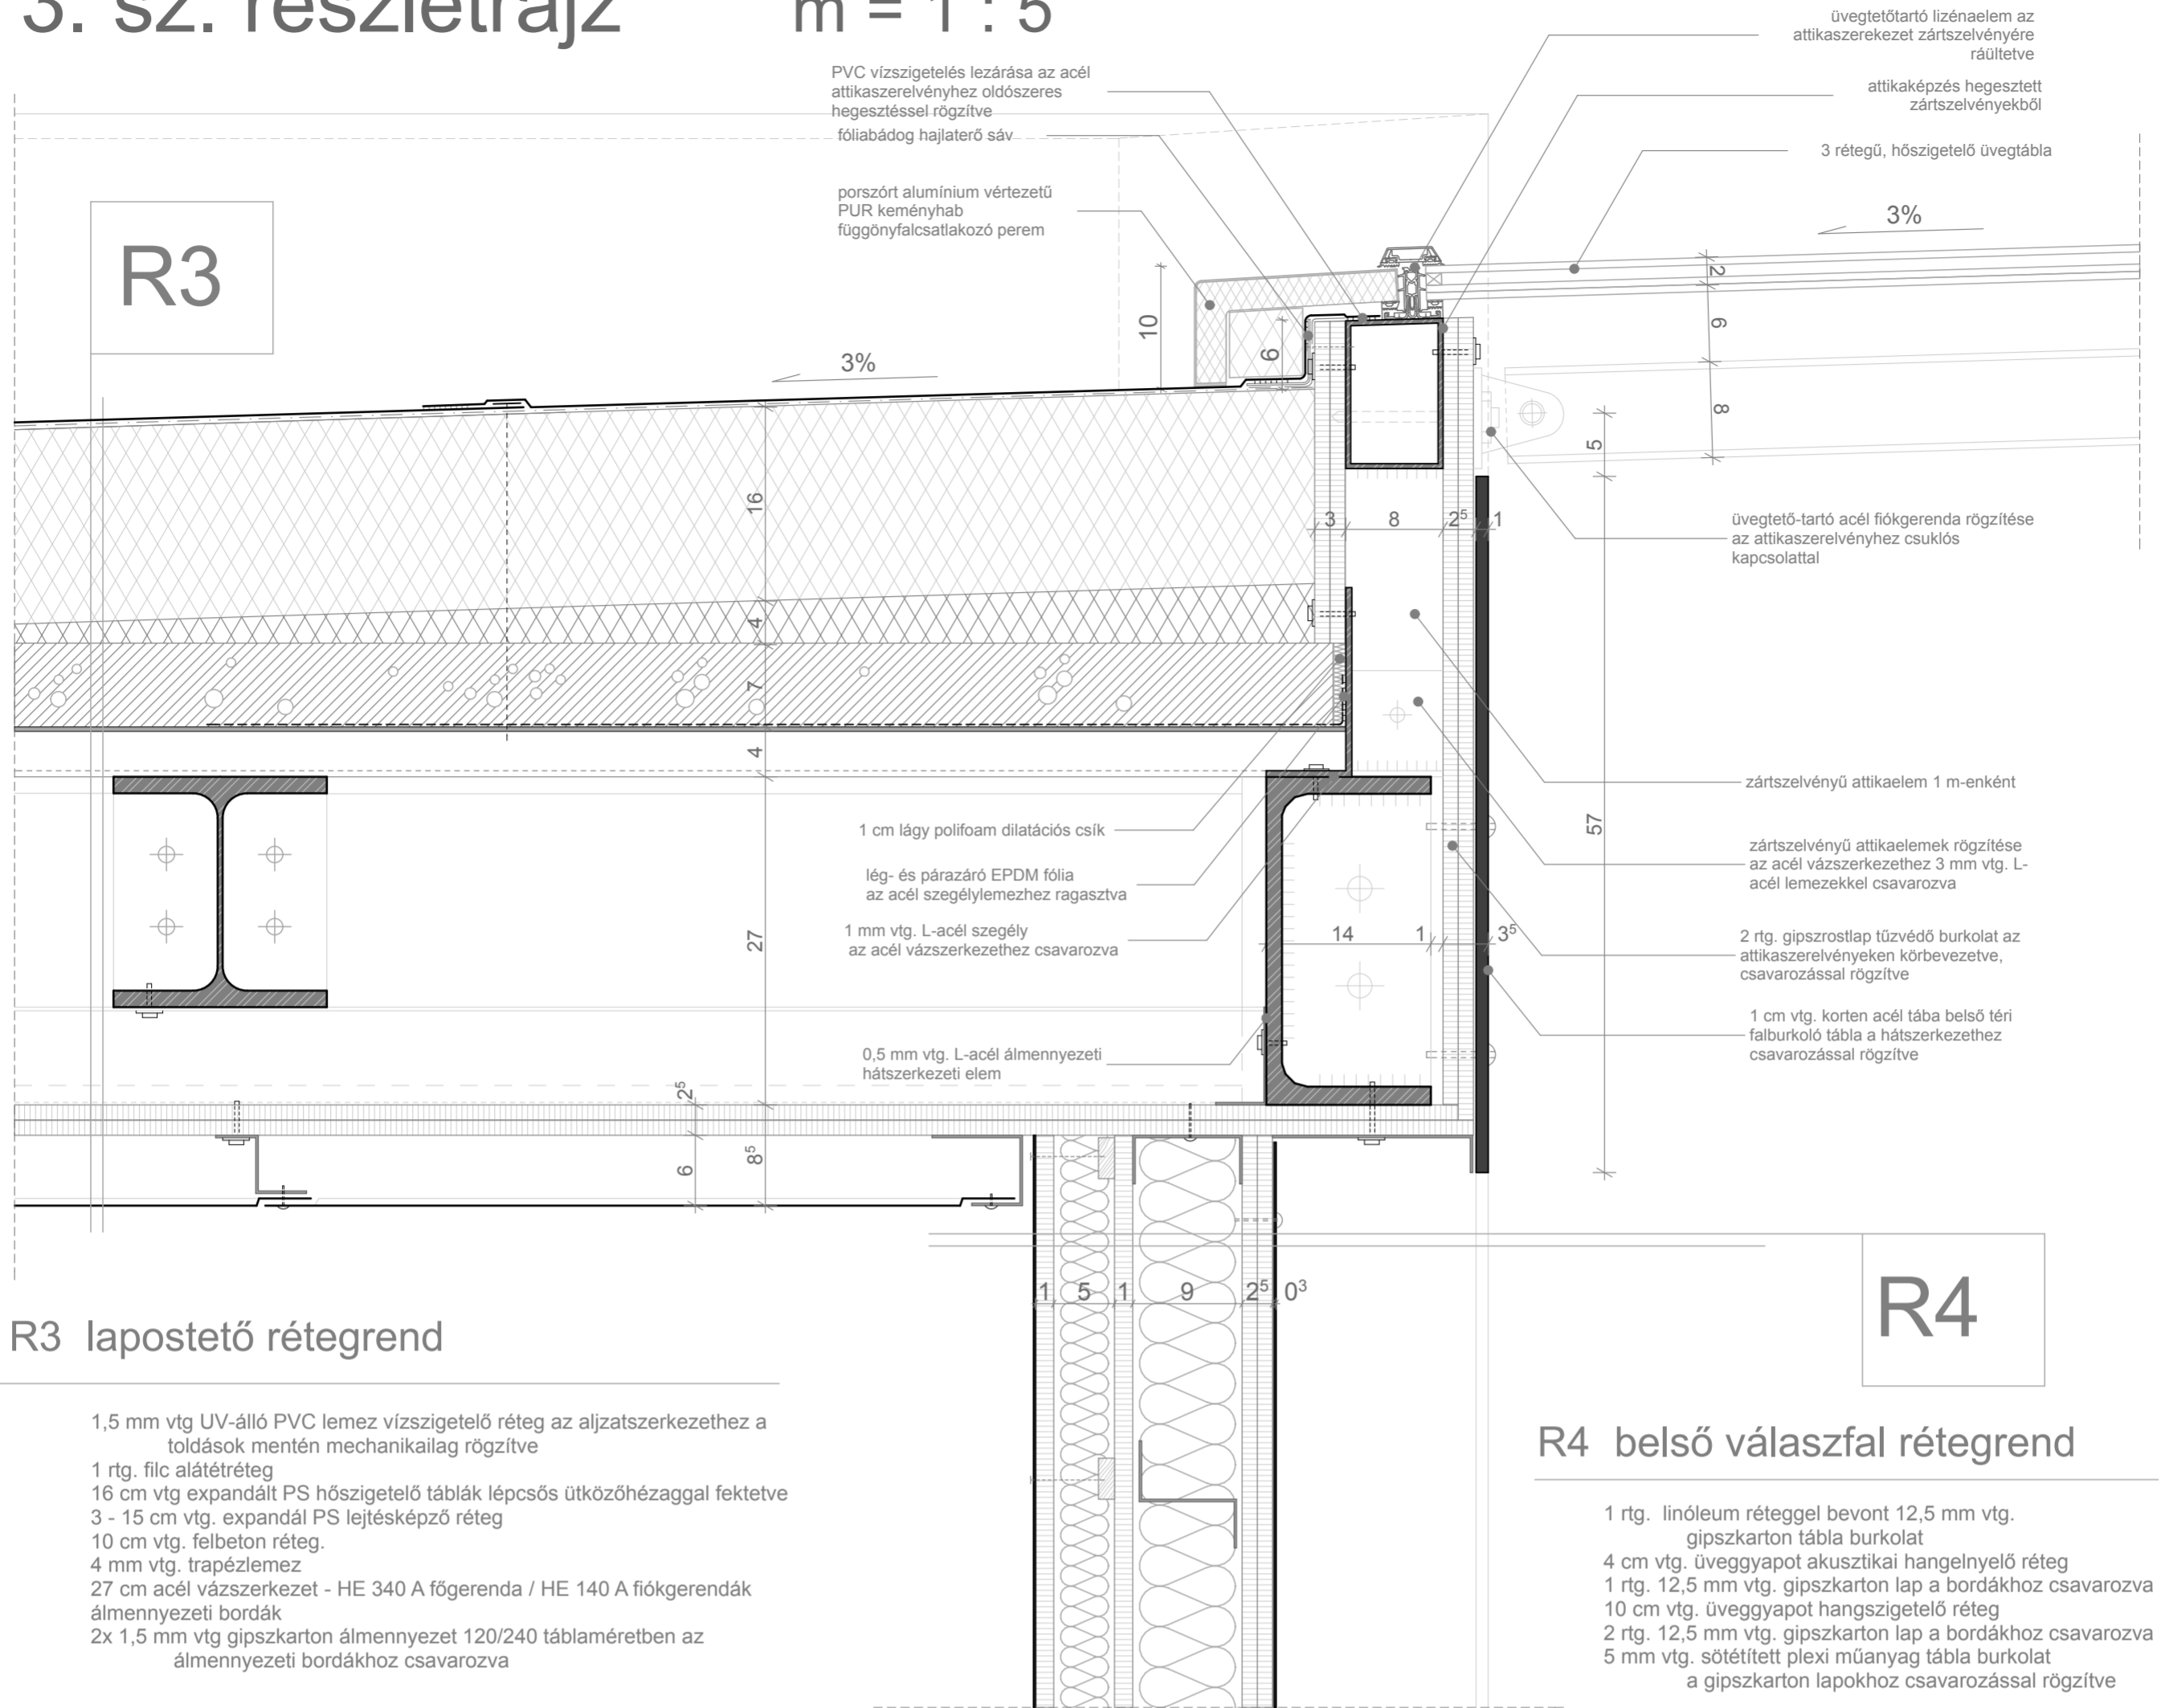 3. sz. részletrajz
m = 1 : 5
üvegtetőtartó lizénaelem az
attikaszerekezet zártszelvényére
ráültetve
PVC vízszigetelés lezárása az acél
attikaszerelvényhez oldószeres
hegesztéssel rögzítve
fóliabádog hajlaterő sáv
attikaképzés hegesztett
zártszelvényekből
3 rétegű, hőszigetelő üvegtábla
porszórt alumínium vértezetű
PUR keményhab
függönyfalcsatlakozó perem
3%
R3
3%
10
6
2
6
8
5
16
3
8
2⁵
1
üvegtető-tartó acél fiókgerenda rögzítése
az attikaszerelvényhez csuklós
kapcsolattal
4
7
4
zártszelvényű attikaelem 1 m-enként
57
1 cm lágy polifoam dilatációs csík
zártszelvényű attikaelemek rögzítése
az acél vázszerkezethez 3 mm vtg. L-
acél lemezekkel csavarozva
lég- és párazáró EPDM fólia
az acél szegélylemezhez ragasztva
1 mm vtg. L-acél szegély
az acél vázszerkezethez csavarozva
27
14
1
3⁵
2 rtg. gipszrostlap tűzvédő burkolat az
attikaszerelvényeken körbevezetve,
csavarozással rögzítve
1 cm vtg. korten acél tába belső téri
falburkoló tábla a hátszerkezethez
csavarozással rögzítve
0,5 mm vtg. L-acél álmennyezeti
hátszerkezeti elem
2⁵
6
8⁵
1
5
1
9
2⁵
0³
R4
R3 lapostető rétegrend
1,5 mm vtg UV-álló PVC lemez vízszigetelő réteg az aljzatszerkezethez a
toldások mentén mechanikailag rögzítve
1 rtg. filc alátétréteg
16 cm vtg expandált PS hőszigetelő táblák lépcsős ütközőhézaggal fektetve
3 - 15 cm vtg. expandál PS lejtésképző réteg
10 cm vtg. felbeton réteg.
4 mm vtg. trapézlemez
27 cm acél vázszerkezet - HE 340 A főgerenda / HE 140 A fiókgerendák
álmennyezeti bordák
2x 1,5 mm vtg gipszkarton álmennyezet 120/240 táblaméretben az
álmennyezeti bordákhoz csavarozva
R4 belső válaszfal rétegrend
1 rtg. linóleum réteggel bevont 12,5 mm vtg.
gipszkarton tábla burkolat
4 cm vtg. üveggyapot akusztikai hangelnyelő réteg
1 rtg. 12,5 mm vtg. gipszkarton lap a bordákhoz csavarozva
10 cm vtg. üveggyapot hangszigetelő réteg
2 rtg. 12,5 mm vtg. gipszkarton lap a bordákhoz csavarozva
5 mm vtg. sötétített plexi műanyag tábla burkolat
a gipszkarton lapokhoz csavarozással rögzítve